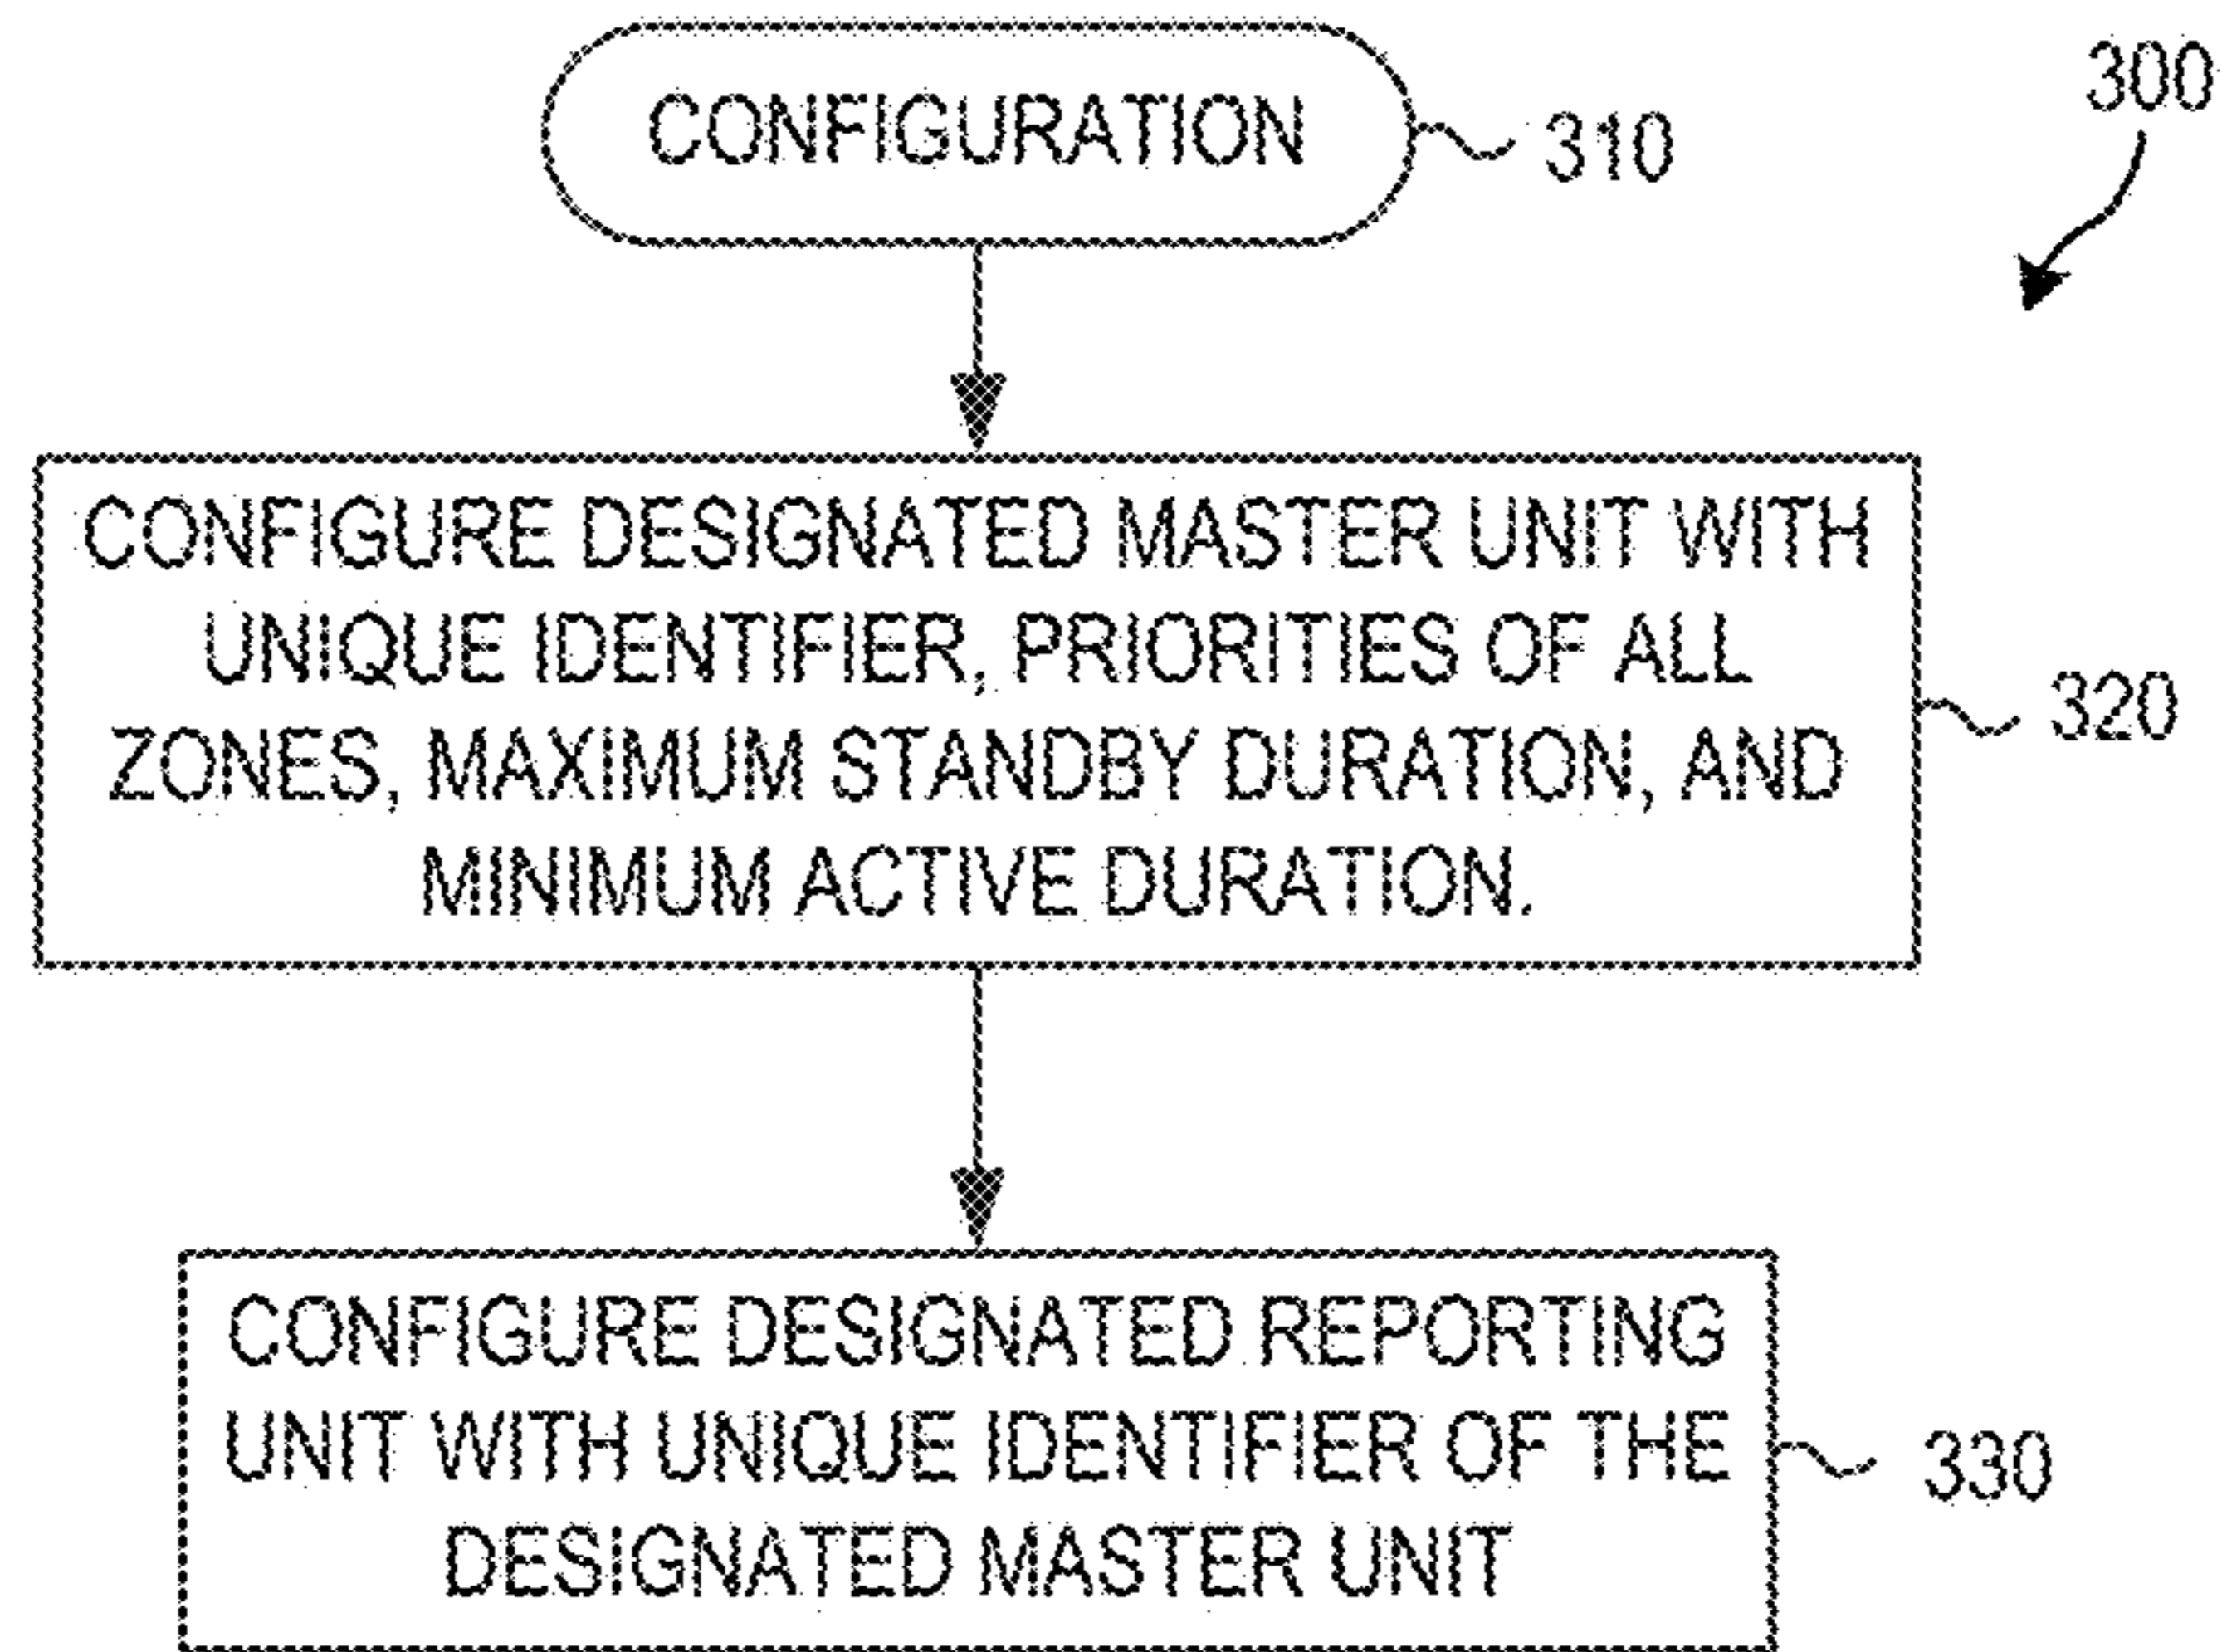 300
CONFIGURATION
310
CONFIGURE DESIGNATED MASTER UNIT WITH
UNIQUE IDENTIFIER, PRIORITIES OF ALL
ZONES, MAXIMUM STANDBY DURATION, AND
MINIMUM ACTIVE DURATION.
320
CONFIGURE DESIGNATED REPORTING
UNIT WITH UNIQUE IDENTIFIER OF THE
DESIGNATED MASTER UNIT
330